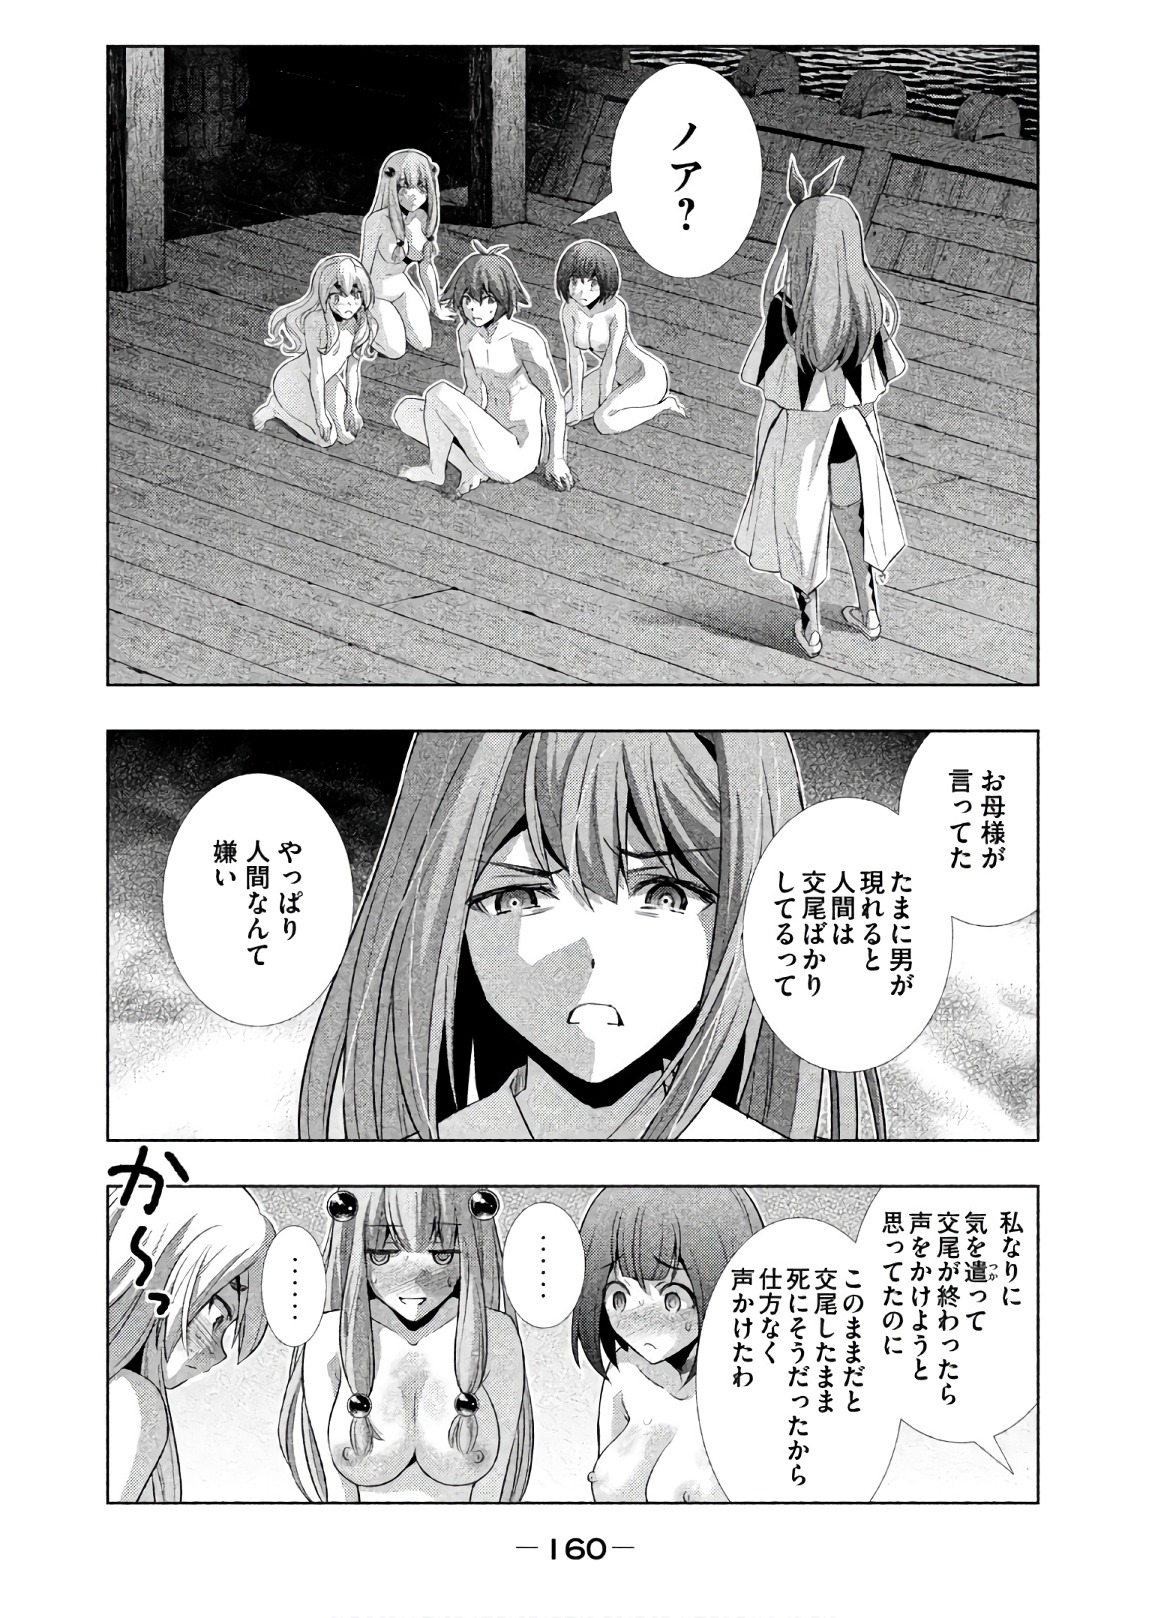 ノア？
お母様が
言ってた
たまに男が
現れると
人間は
交尾ばかり
してるって
やっぱり
人間なんて
嫌い
私なりに
気を遣って
つか
交尾が終わったら
声をかけようと
思ってたのに
このままだと
交尾したまま
死にそうだったから
仕方なく
声かけたわ
……
……
か〜っ
—160—